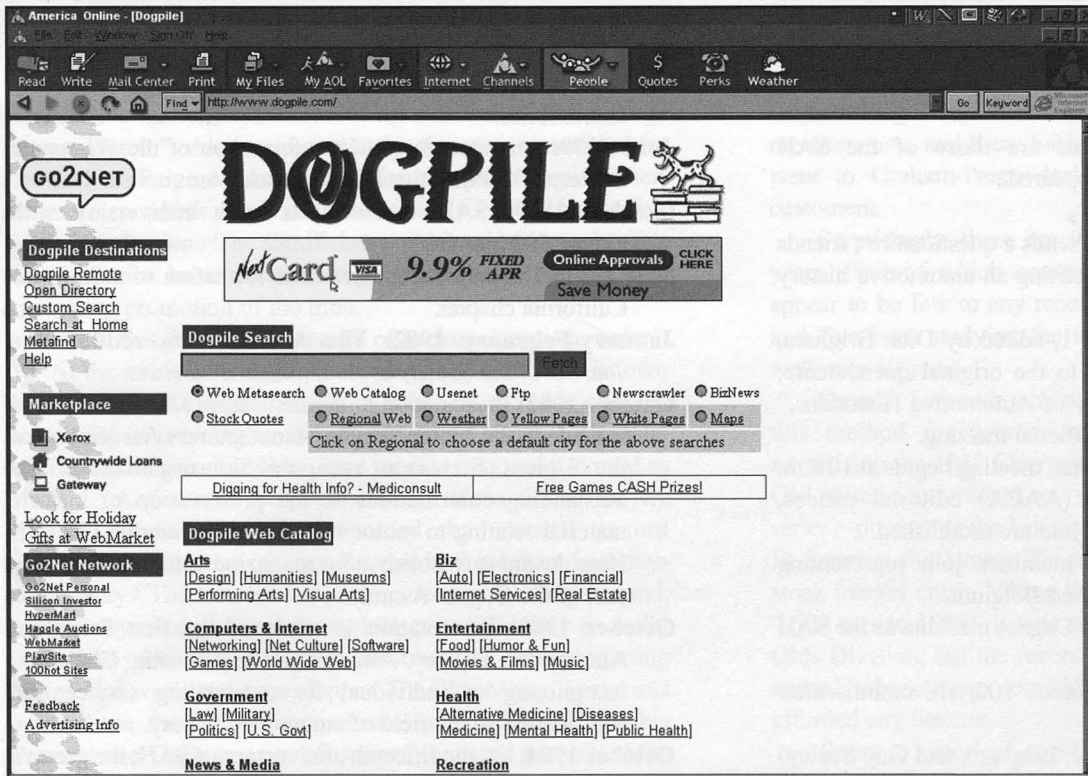 America Online - [Dogpile]
File Edit Window Sign Off Help
Read Write Mail Center Print My Files My AOL Favorites Internet Channels People Quotes Perks Weather
Find http://www.dogpile.com/ Go Keyword Microsoft Internet Explorer
GO2NET
DOGPILE
Dogpile Destinations
Dogpile Remote
Open Directory
Custom Search
Search at Home
Metafind
Help
NextCard VISA 9.9% FIXED APR Online Approvals CLICK HERE
Save Money
Dogpile Search
Fetch
Web Metasearch Web Catalog Usenet Ftp Newscrawler BizNews
Stock Quotes Regional Web Weather Yellow Pages White Pages Maps
Click on Regional to choose a default city for the above searches
Marketplace
Xerox
Countrywide Loans
Gateway
Look for Holiday
Gifts at WebMarket
Digging for Health Info? - Mediconsult Free Games CASH Prizes!
Go2Net Network
Go2Net Personal
Silicon Investor
HyperMart
Haggle Auctions
WebMarket
PlaySite
100hot Sites
Feedback
Advertising Info
Dogpile Web Catalog
Arts
[Design] [Humanities] [Museums]
[Performing Arts] [Visual Arts]
Biz
[Auto] [Electronics] [Financial]
[Internet Services] [Real Estate]
Computers & Internet
[Networking] [Net Culture] [Software]
[Games] [World Wide Web]
Entertainment
[Food] [Humor & Fun]
[Movies & Films] [Music]
Government
[Law] [Military]
[Politics] [U.S. Govt]
Health
[Alternative Medicine] [Diseases]
[Medicine] [Mental Health] [Public Health]
News & Media
Recreation